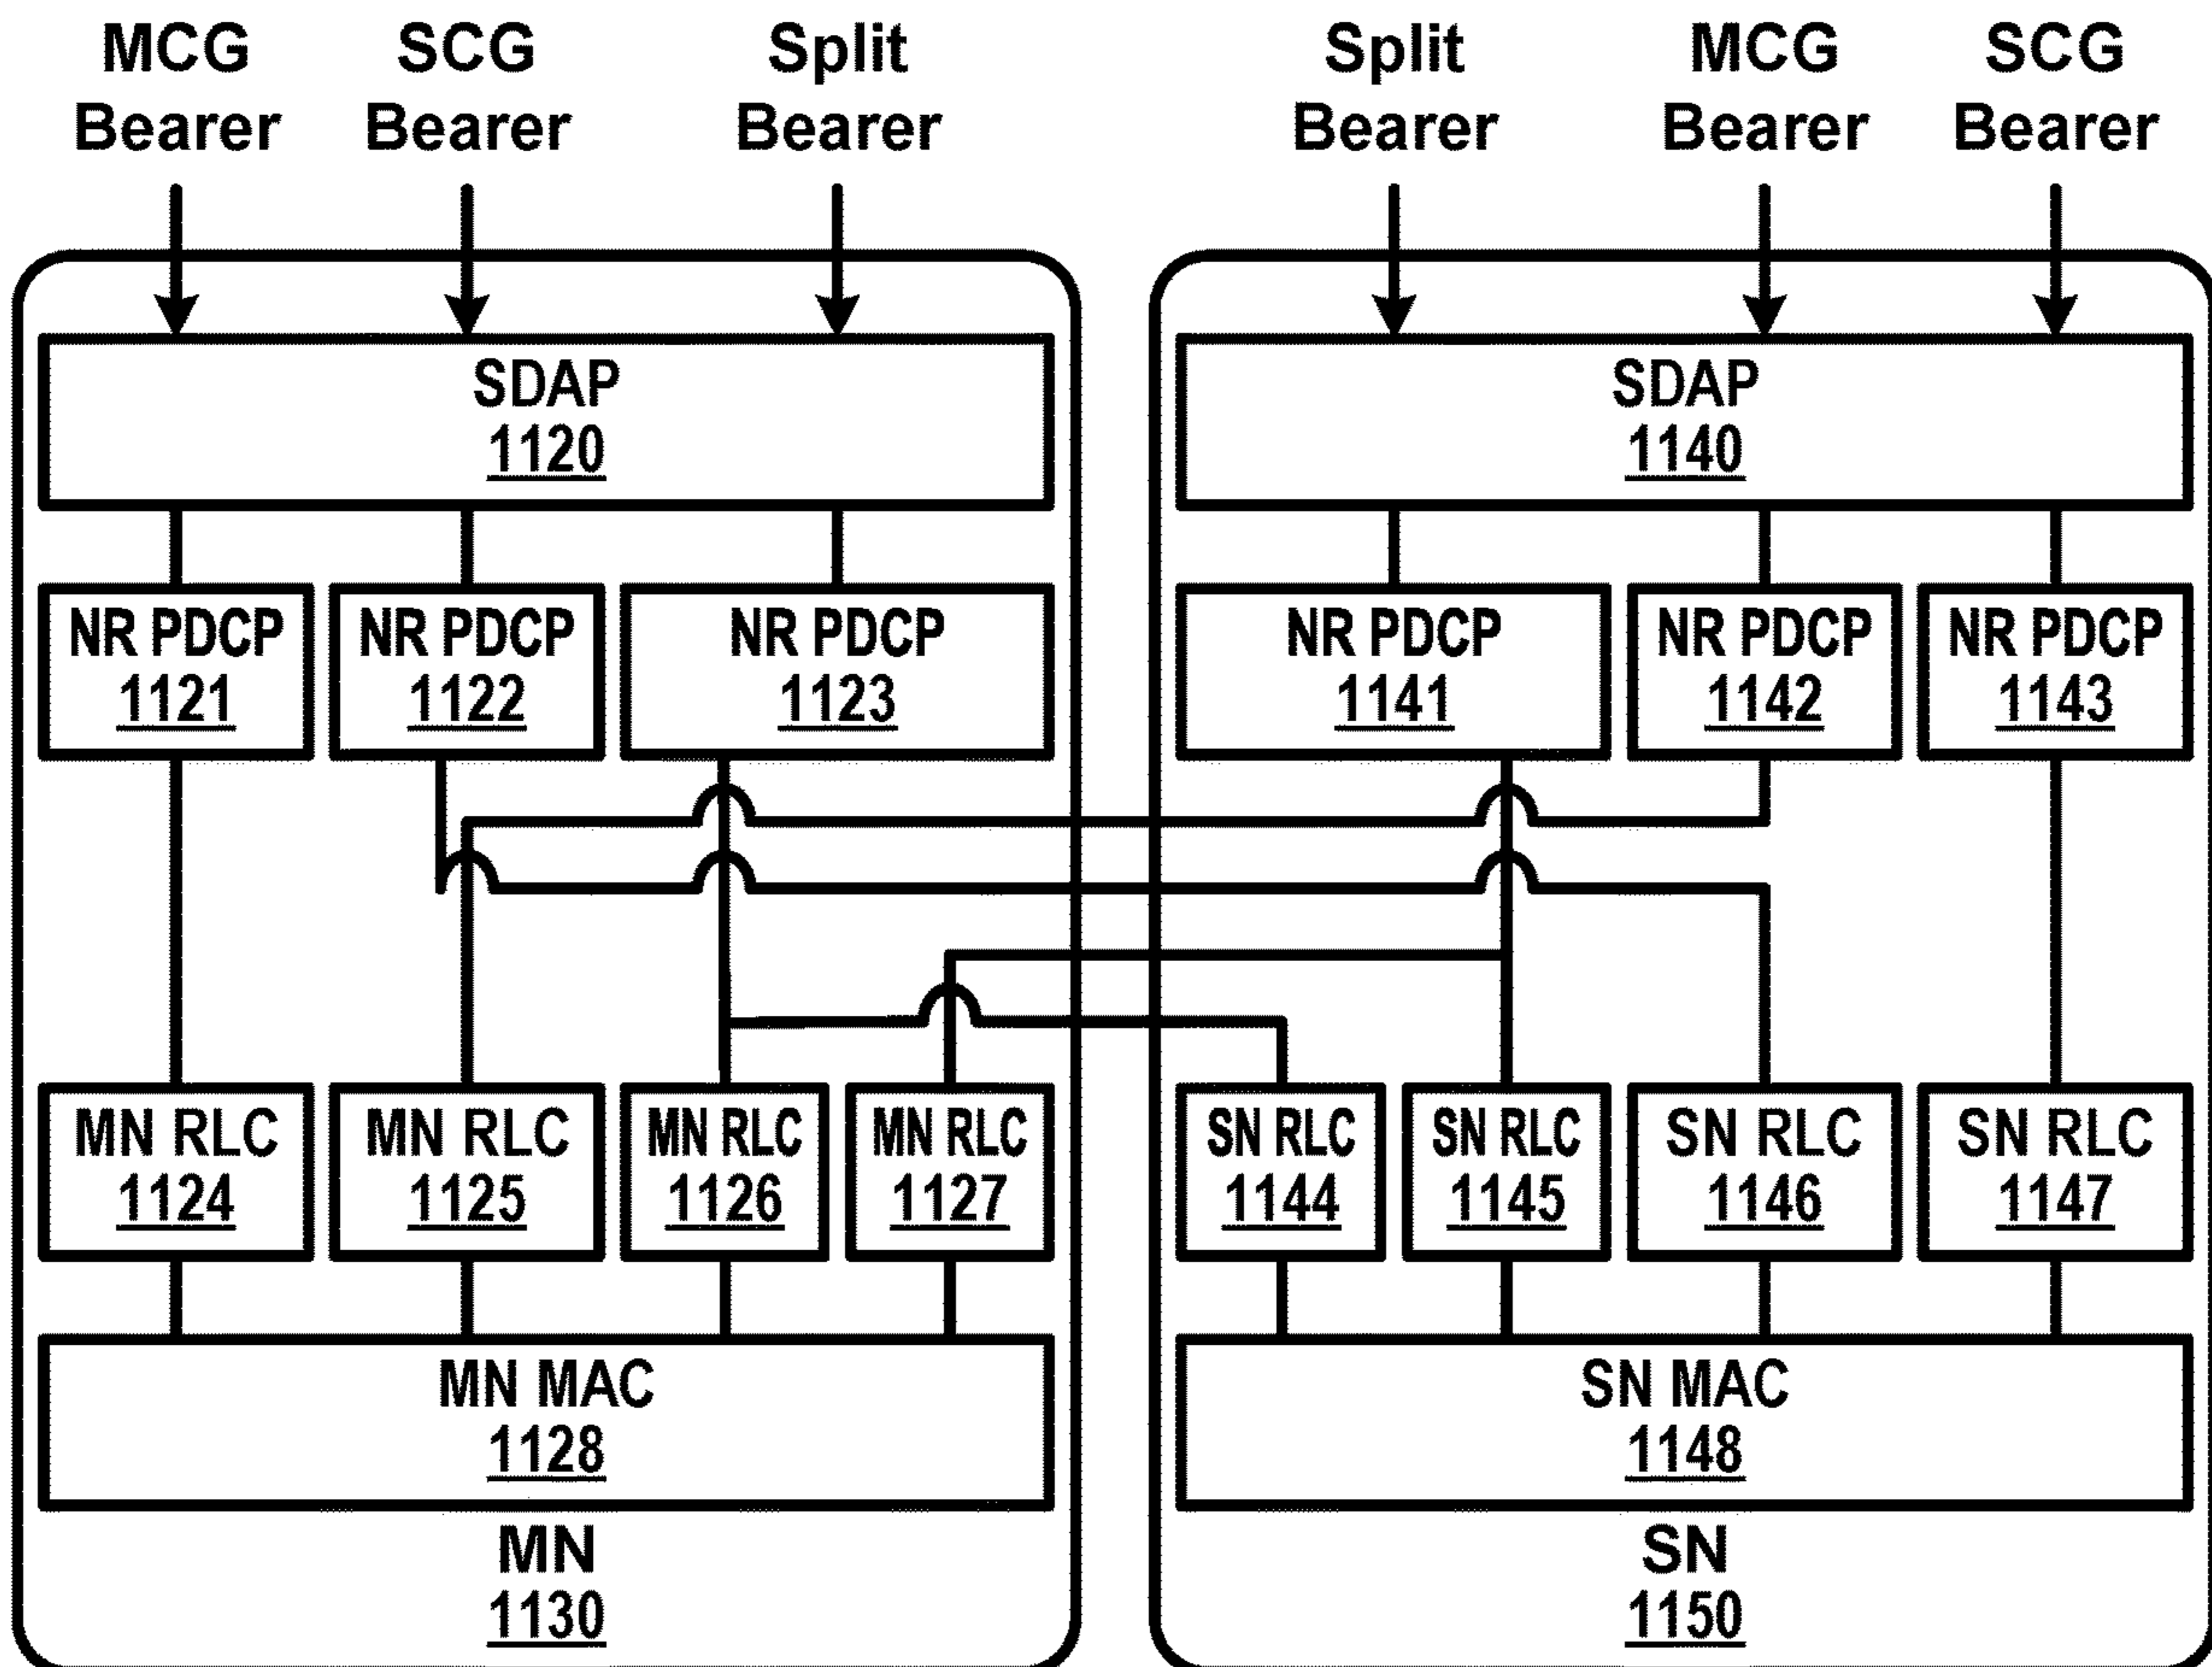 MCG Bearer
SCG Bearer
Split Bearer
Split Bearer
MCG Bearer
SCG Bearer
SDAP
1120
SDAP
1140
NR PDCP
1121
NR PDCP
1122
NR PDCP
1123
NR PDCP
1141
NR PDCP
1142
NR PDCP
1143
MN RLC
1124
MN RLC
1125
MN RLC
1126
MN RLC
1127
SN RLC
1144
SN RLC
1145
SN RLC
1146
SN RLC
1147
MN MAC
1128
SN MAC
1148
MN
1130
SN
1150